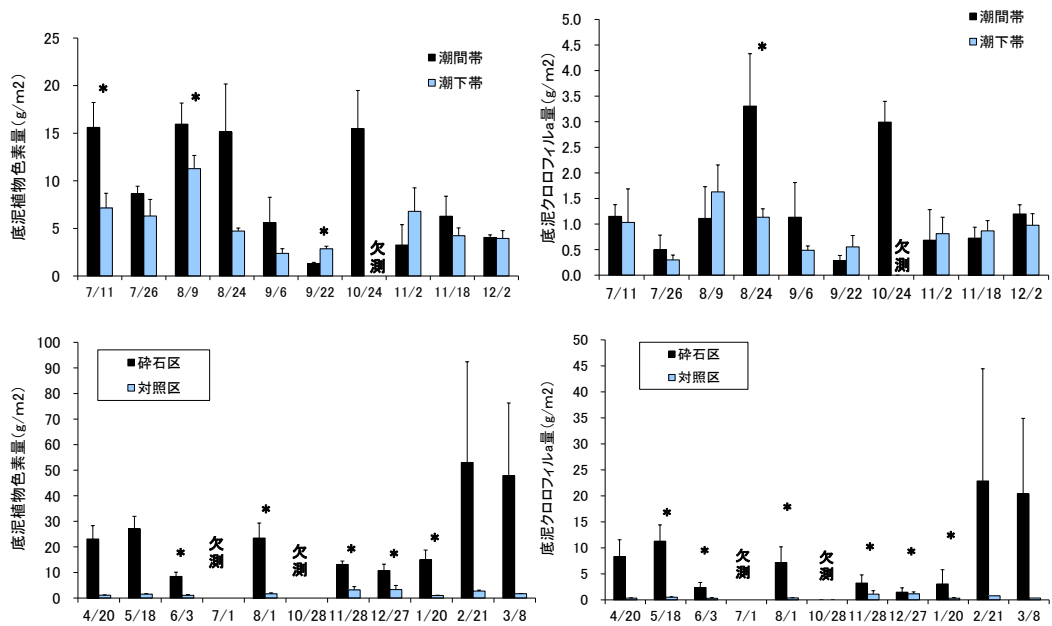 底泥植物色素量(g/m2)
25
20
15
10
5
0
潮間帯
潮下帯
*
*
*
欠測
7/11 7/26 8/9 8/24 9/6 9/22 10/24 11/2 11/18 12/2
底泥クロロフィルa量(g/m2)
5.0
4.5
4.0
3.5
3.0
2.5
2.0
1.5
1.0
0.5
0.0
潮間帯
潮下帯
*
欠測
7/11 7/26 8/9 8/24 9/6 9/22 10/24 11/2 11/18 12/2
底泥植物色素量(g/m2)
100
90
80
70
60
50
40
30
20
10
0
砕石区
対照区
*
欠測
*
欠測
*
*
*
4/20 5/18 6/3 7/1 8/1 10/28 11/28 12/27 1/20 2/21 3/8
底泥クロロフィルa量(g/m2)
50
45
40
35
30
25
20
15
10
5
0
砕石区
対照区
*
*
欠測
*
欠測
*
*
*
4/20 5/18 6/3 7/1 8/1 10/28 11/28 12/27 1/20 2/21 3/8